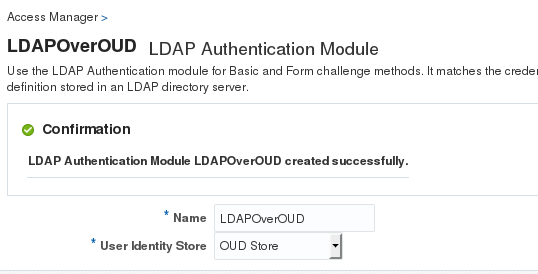 Access Manager >
LDAPOverOUD LDAP Authentication Module
Use the LDAP Authentication module for Basic and Form challenge methods. It matches the
definition stored in an LDAP directory server.
Confirmation
LDAP Authentication Module LDAPOverOUD created successfully.
* Name LDAPOverOUD
* User Identity Store OUD Store